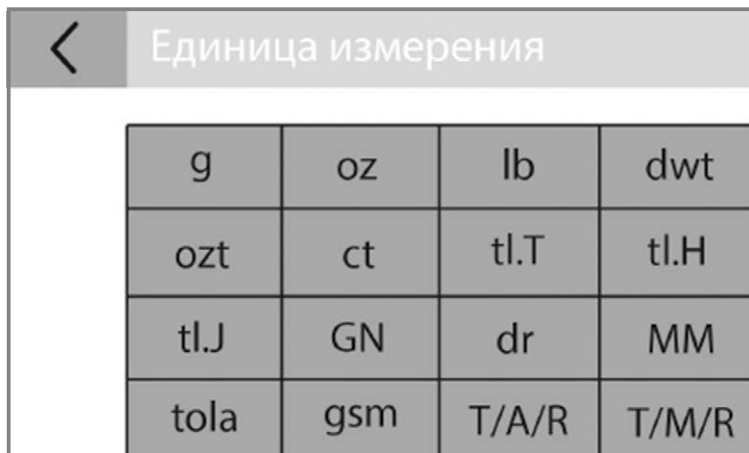 Единица измерения
g oz lb dwt
ozt ct tl.T tl.H
tl.J GN dr MM
tola gsm T/A/R T/M/R